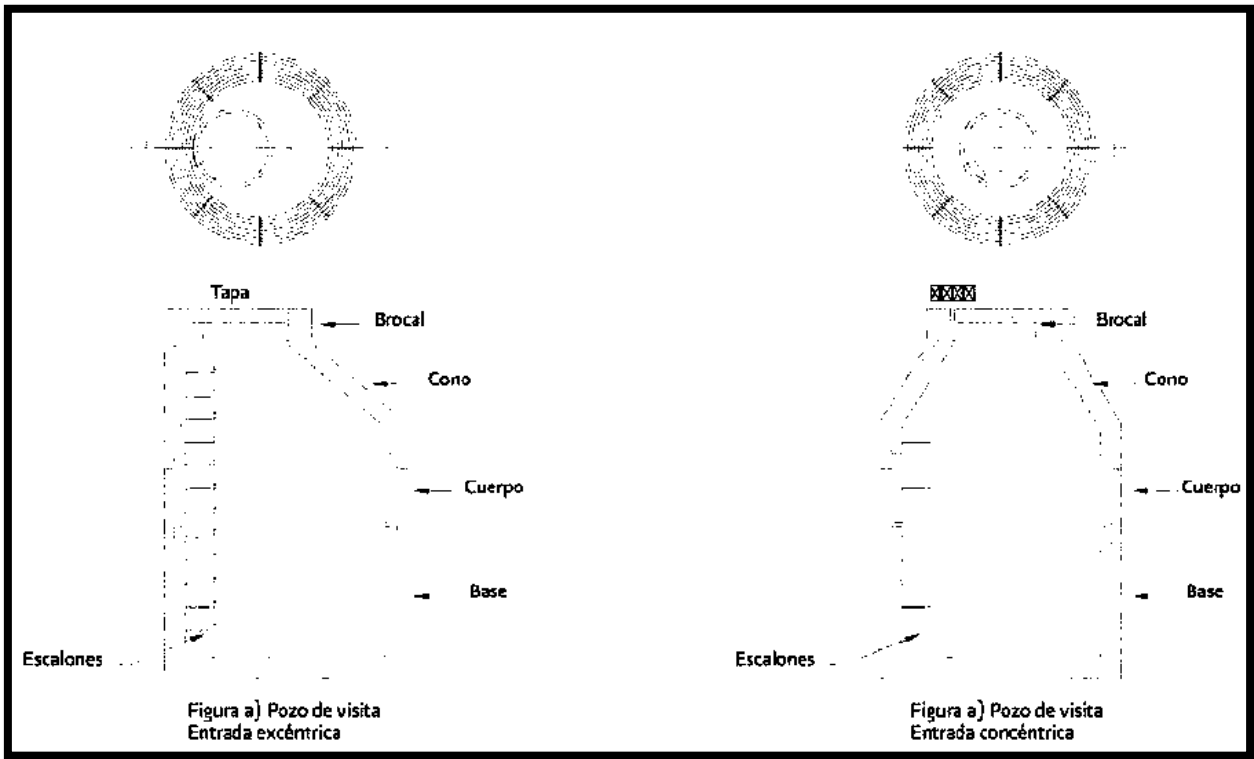 Tapa
Brocal
Cono
Cuerpo
Base
Escalones
Figura a) Pozo de visita
Entrada excéntrica
Brocal
Cono
Cuerpo
Base
Escalones
Figura a) Pozo de visita
Entrada concéntrica